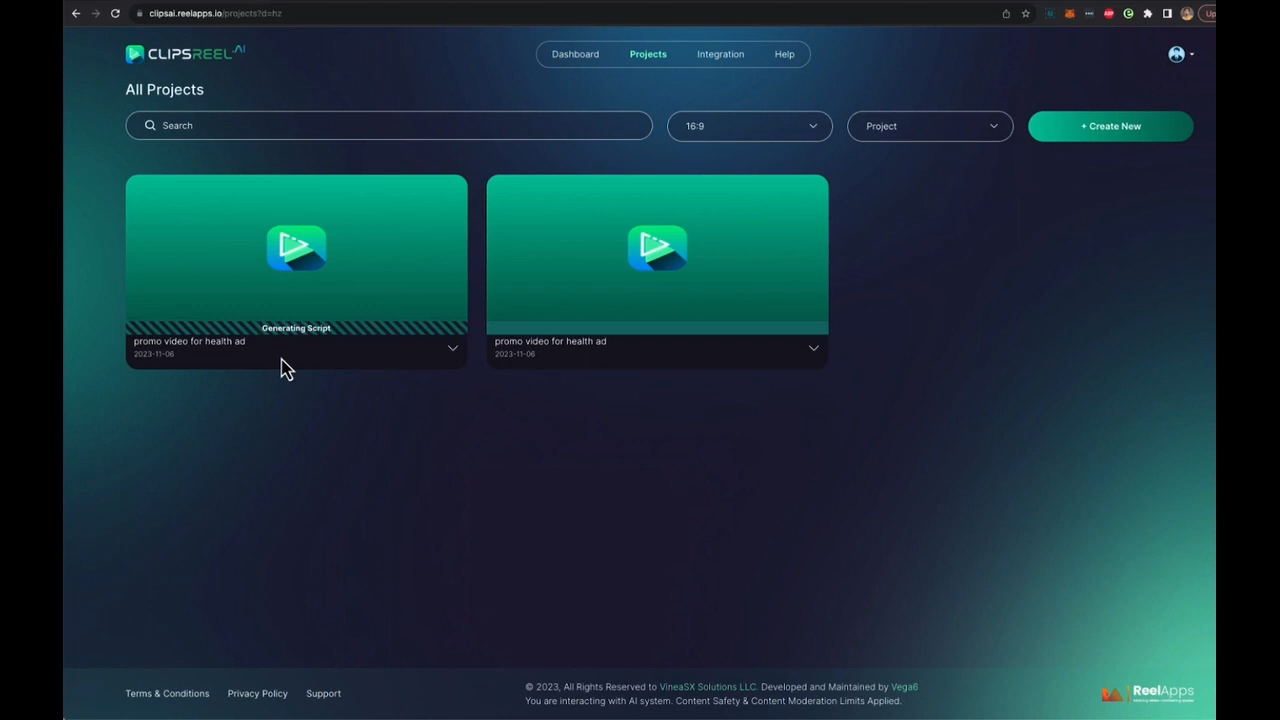 clipsai.reelapps.io/projects?d=hz
Up
CLIPSREEL AI
Dashboard
Projects
Integration
Help
All Projects
Search
16:9
Project
+ Create New
Generating Script
promo video for health ad
2023-11-06
promo video for health ad
2023-11-06
Terms & Conditions
Privacy Policy
Support
© 2023, All Rights Reserved to VineaSX Solutions LLC. Developed and Maintained by Vega6
You are interacting with AI system. Content Safety & Content Moderation Limits Applied.
ReelApps